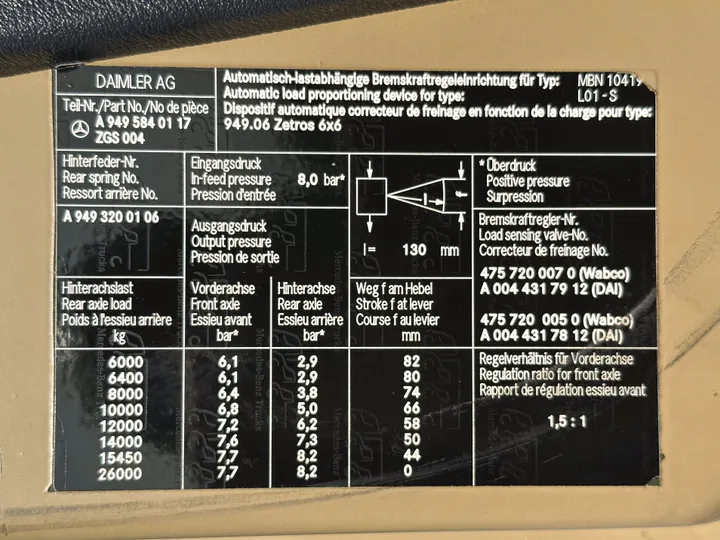 DAIMLER AG
Teil-Nr./Part No./No de pièce
A 949 584 01 17
ZGS 004
Automatisch-lastabhängige Bremskraftregeleinrichtung für Typ:
Automatic load proportioning device for type:
Dispositif automatique correcteur de freinage en fonction de la charge pour type:
949.06 Zetros 6x6
MBN 10419
L01 - S
Hinterfeder-Nr.
Rear spring No.
Ressort arrière No.
A 949 320 01 06
Eingangsdruck
In-feed pressure 8,0 bar*
Pression d'entrée
Ausgangsdruck
Output pressure
Pression de sortie
l
f
l = 130 mm
* Überdruck
Positive pressure
Surpression
Bremskraftregler-Nr.
Load sensing valve-No.
Correcteur de freinage No.
475 720 007 0 (Wabco)
A 004 431 79 12 (DAI)
475 720 005 0 (Wabco)
A 004 431 78 12 (DAI)
Hinterachslast
Rear axle load
Poids à l'essieu arrière
kg
Vorderachse
Front axle
Essieu avant
bar*
Hinterachse
Rear axle
Essieu arrière
bar*
Weg f am Hebel
Stroke f at lever
Course f au levier
mm
6000 6,1 2,9 82
6400 6,1 2,9 80
8000 6,4 3,8 74
10000 6,8 5,0 66
12000 7,2 6,2 58
14000 7,6 7,3 50
15450 7,7 8,2 44
26000 7,7 8,2 0
Regelverhältnis für Vorderachse
Regulation ratio for front axle
Rapport de régulation essieu avant
1,5 : 1